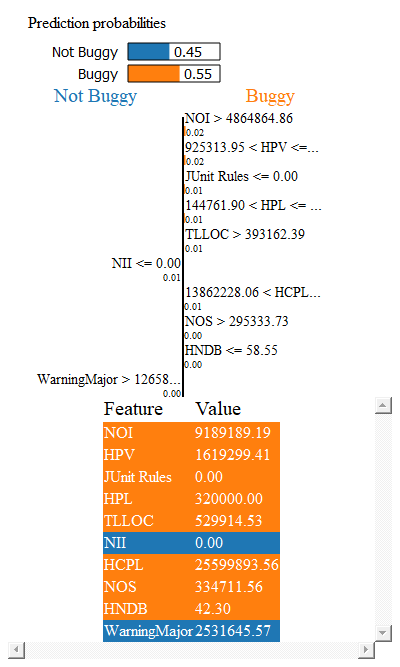 Prediction probabilities
Not Buggy 0.45
Buggy 0.55
Not Buggy Buggy
NOI > 4864864.86
0.02
925313.95 < HPV <=...
0.02
JUnit Rules <= 0.00
0.01
144761.90 < HPL <= ...
0.01
TLLOC > 393162.39
0.01
NII <= 0.00
0.01
13862228.06 < HCPL...
0.01
NOS > 295333.73
0.00
HNDB <= 58.55
0.00
WarningMajor > 12658...
0.00
Feature Value
NOI 9189189.19
HPV 1619299.41
JUnit Rules 0.00
HPL 320000.00
TLLOC 529914.53
NII 0.00
HCPL 25599893.56
NOS 334711.56
HNDB 42.30
WarningMajor 2531645.57